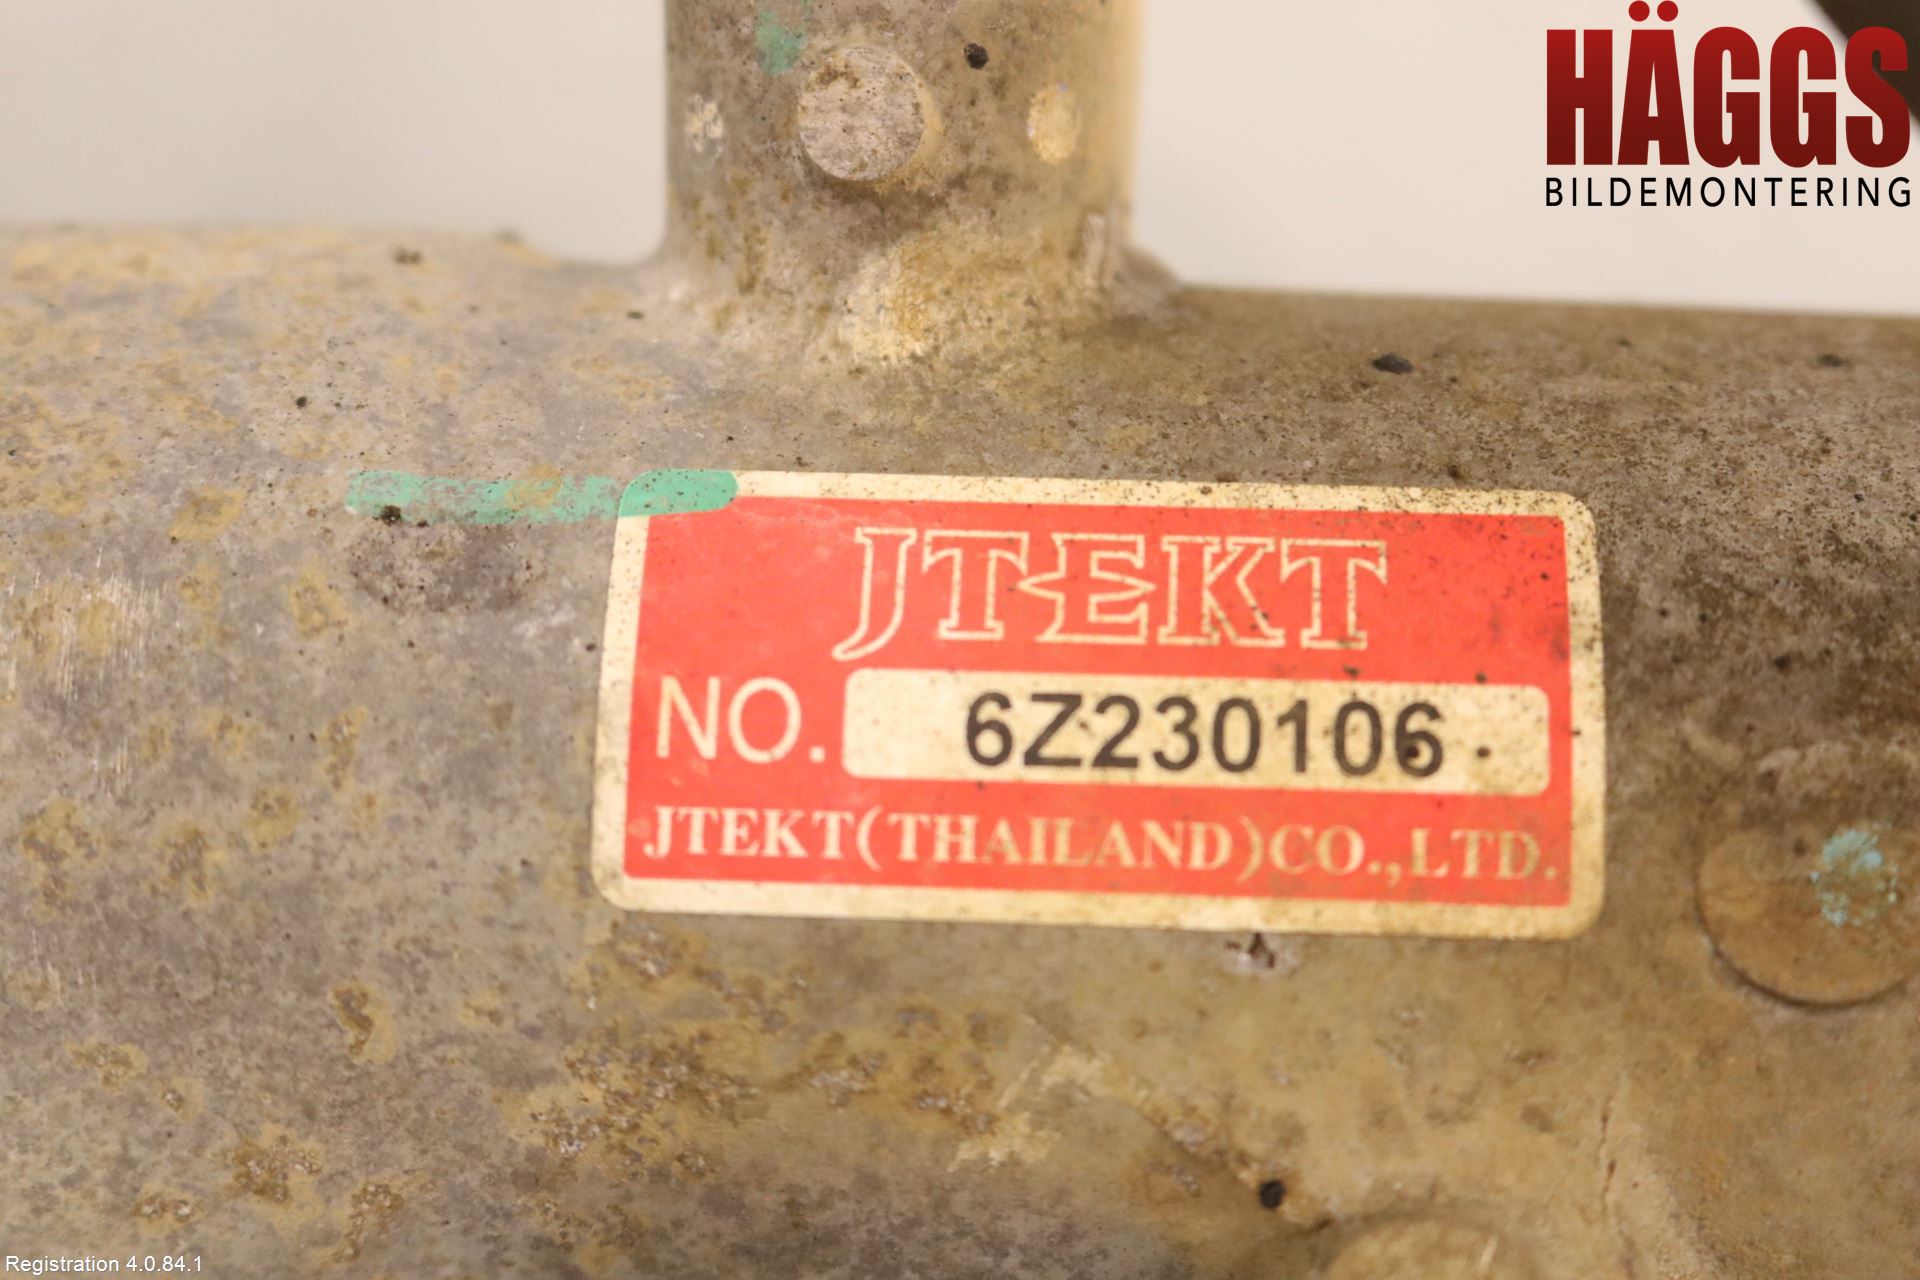 HÄGGS
BILDEMONTERING
JTEKT
NO. 6Z230106
JTEKT(THAILAND)CO.,LTD.
Registration 4.0.84.1